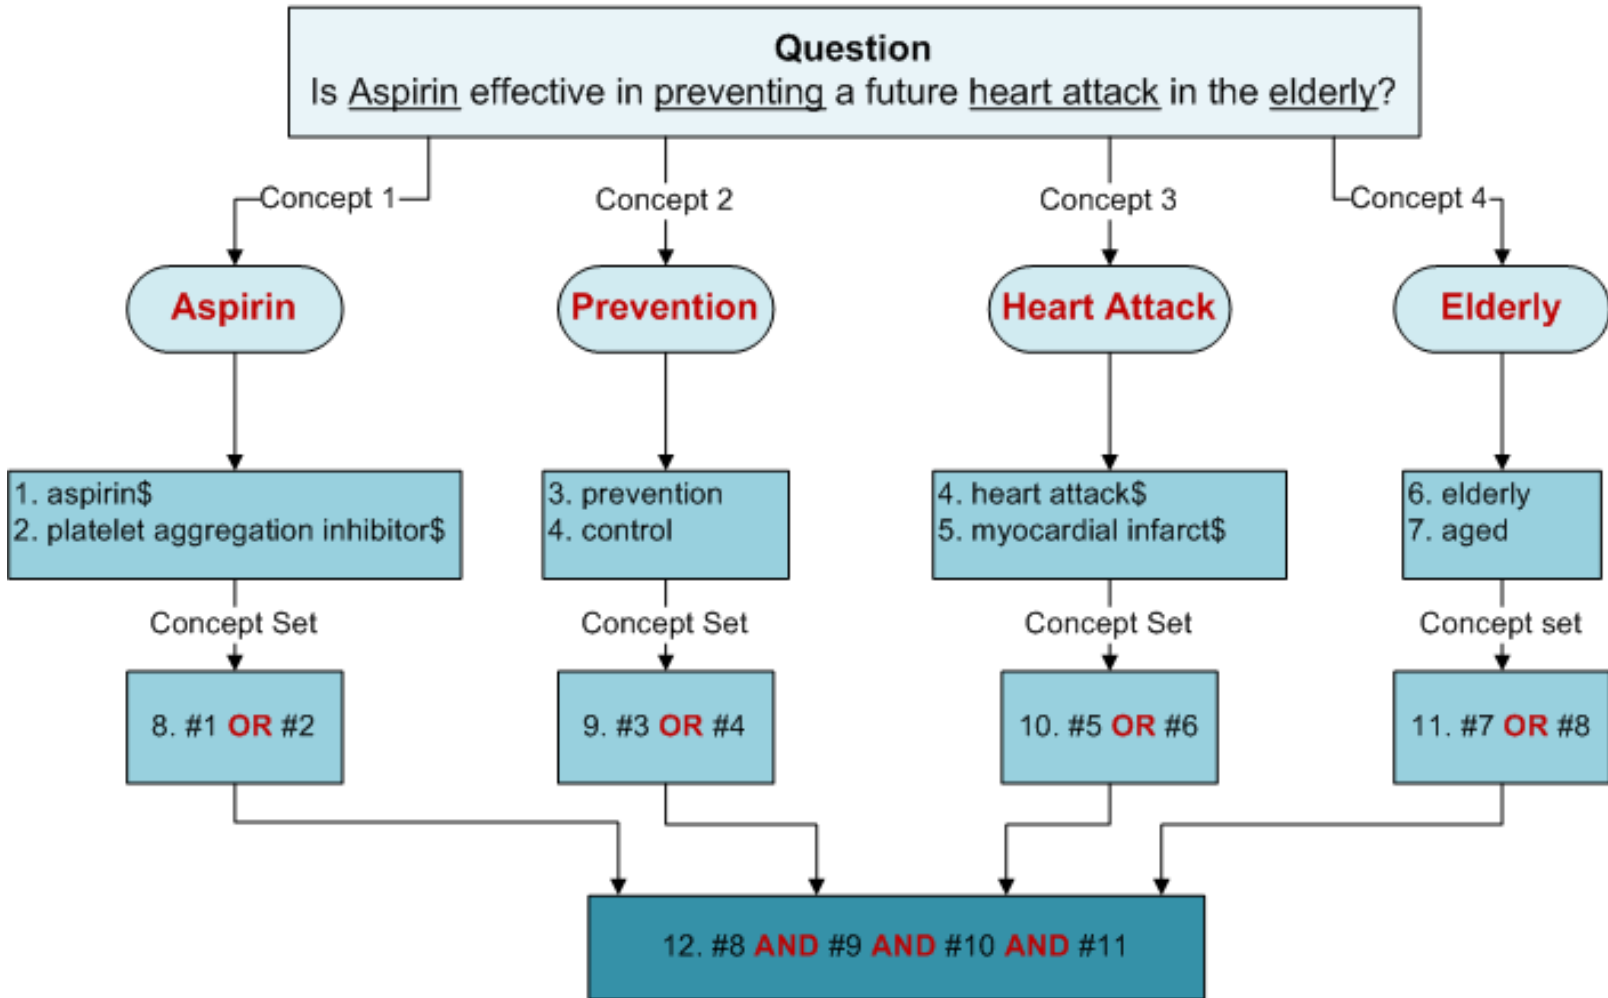 Question
Is Aspirin effective in preventing a future heart attack in the elderly?
Concept 1
Concept 2
Concept 3
Concept 4
Aspirin
Prevention
Heart Attack
Elderly
1. aspirin$
2. platelet aggregation inhibitor$
3. prevention
4. control
4. heart attack$
5. myocardial infarct$
6. elderly
7. aged
Concept Set
Concept Set
Concept Set
Concept set
8. #1 OR #2
9. #3 OR #4
10. #5 OR #6
11. #7 OR #8
12. #8 AND #9 AND #10 AND #11